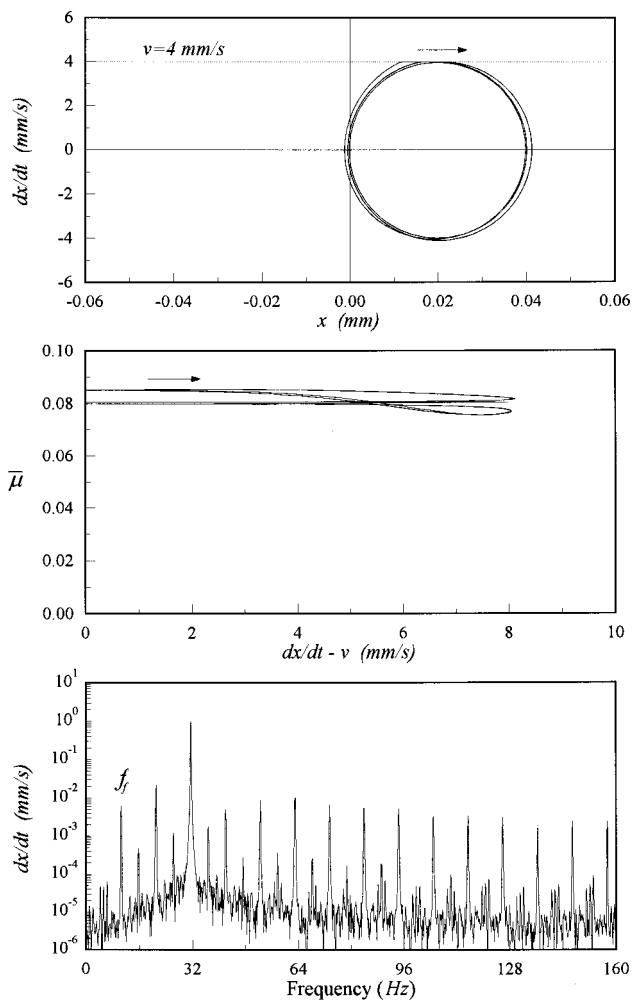 6
v=4 mm/s
4
2
0
-2
-4
-6
dx/dt (mm/s)
-0.06 -0.04 -0.02 0.00 0.02 0.04 0.06
x (mm)
0.10
0.08
0.06
0.04
0.02
0.00
μ̅
0 2 4 6 8 10
dx/dt - v (mm/s)
10¹
10⁰
10⁻¹
10⁻²
10⁻³
10⁻⁴
10⁻⁵
10⁻⁶
f_f
dx/dt (mm/s)
0 32 64 96 128 160
Frequency (Hz)